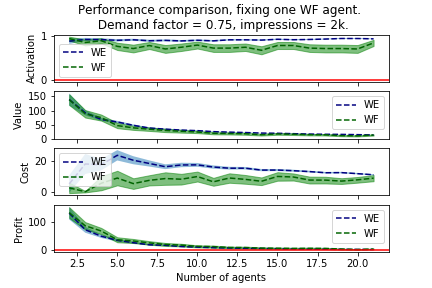 Performance comparison, fixing one WF agent.
Demand factor = 0.75, impressions = 2k.
Activation
1
0
WE
WF
Value
150
100
50
0
WE
WF
Cost
20
0
WE
WF
Profit
100
0
WE
WF
2.5 5.0 7.5 10.0 12.5 15.0 17.5 20.0
Number of agents